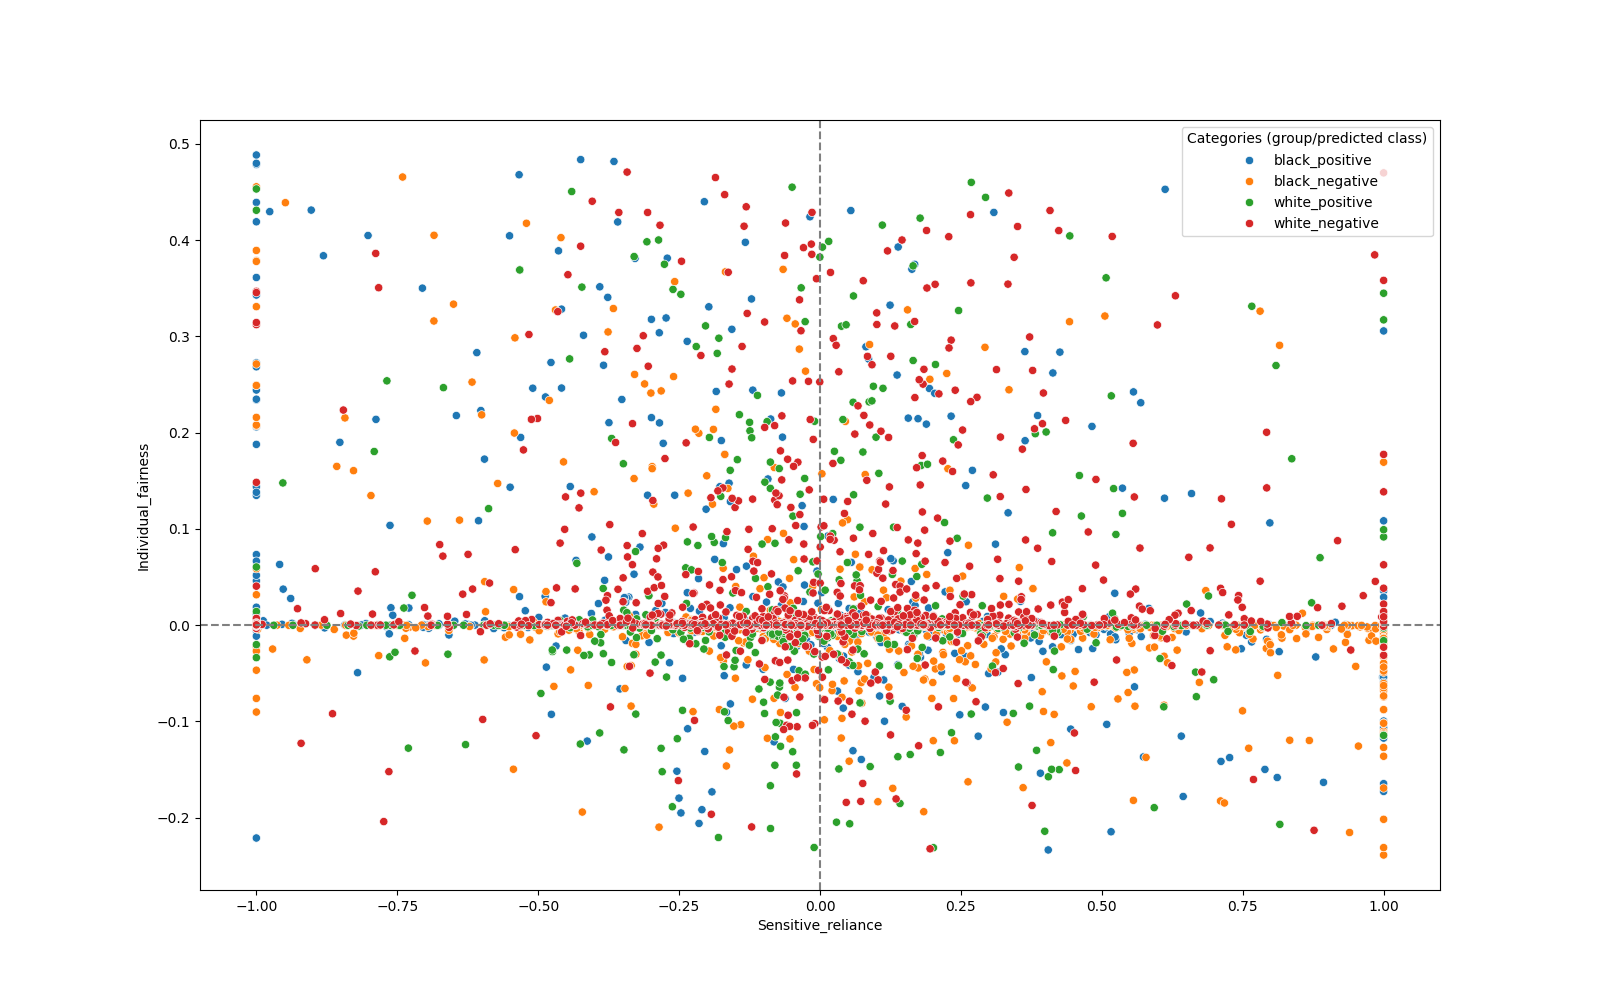 Categories (group/predicted class)
black_positive
black_negative
white_positive
white_negative
0.5
0.4
0.3
0.2
0.1
0.0
−0.1
−0.2
Individual_fairness
−1.00
−0.75
−0.50
−0.25
0.00
0.25
0.50
0.75
1.00
Sensitive_reliance